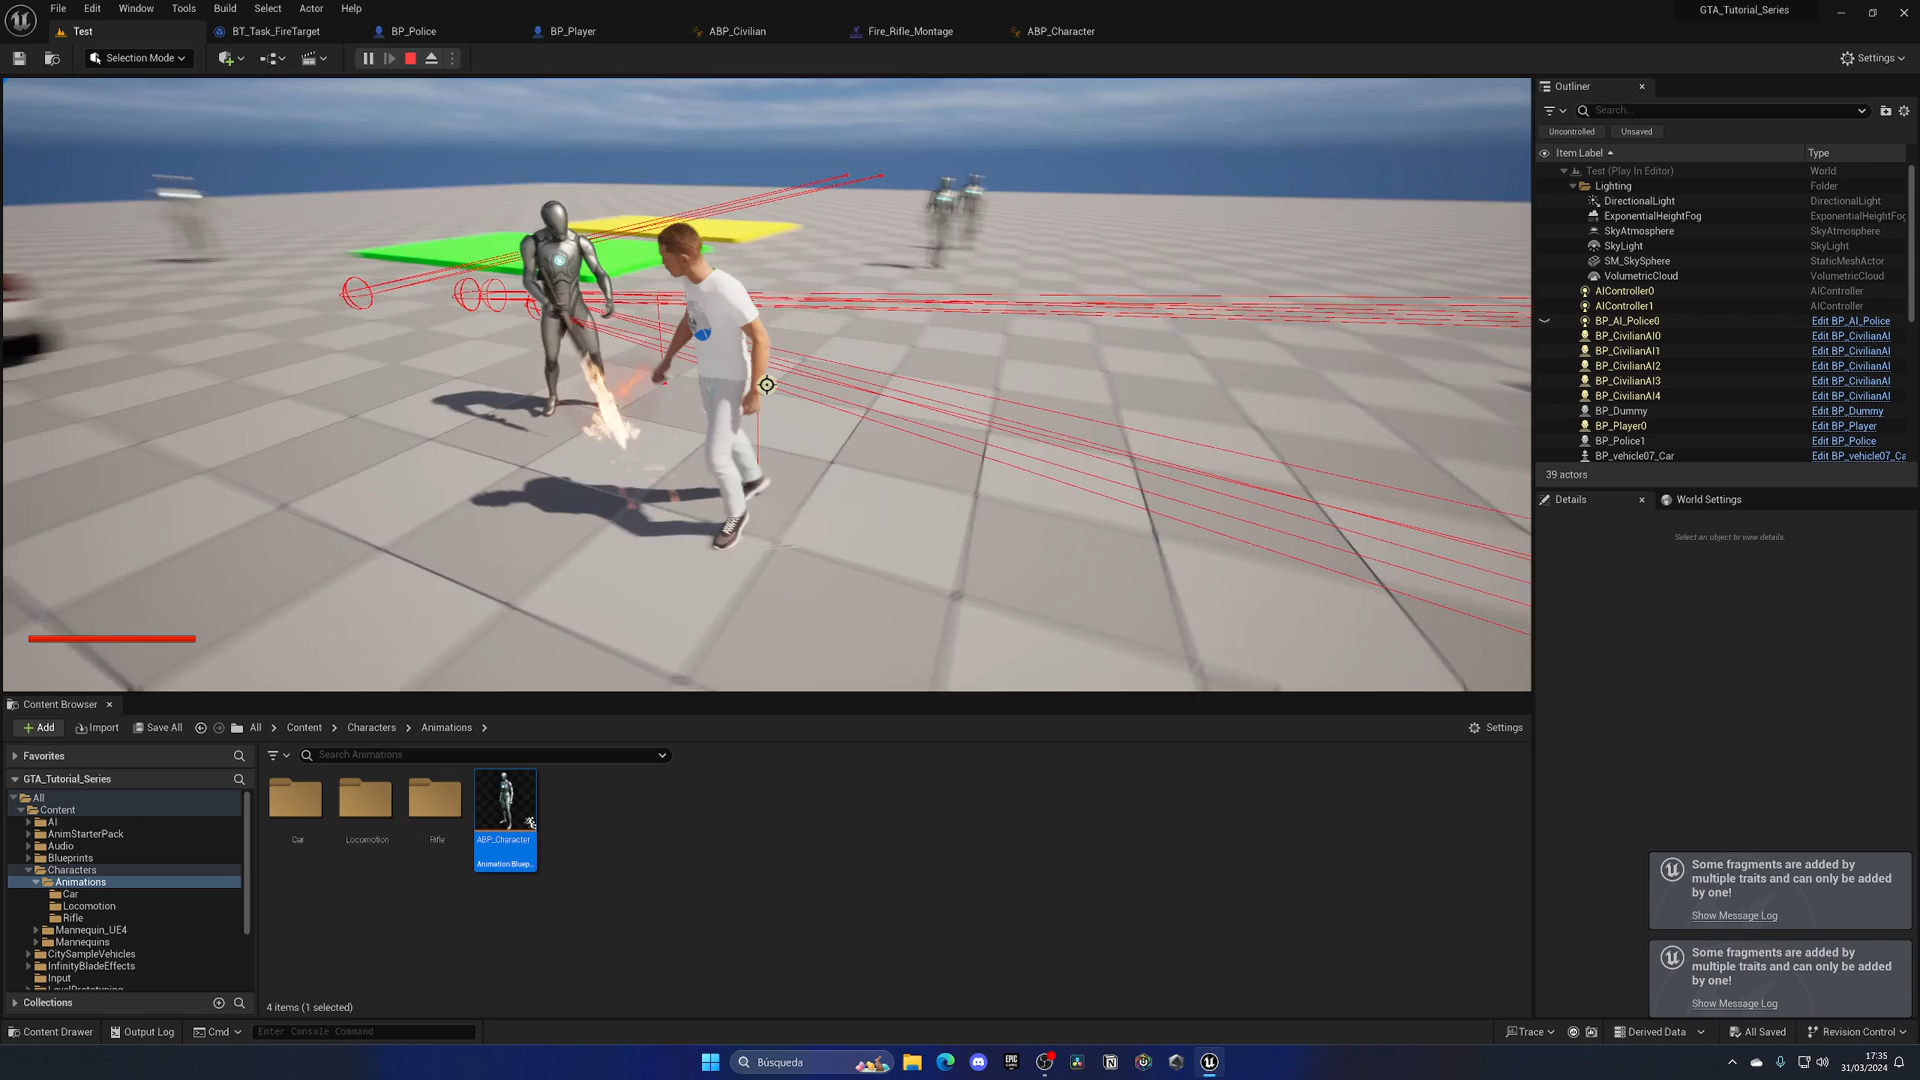 File Edit Window Tools Build Select Actor Help
GTA_Tutorial_Series
Test
BT_Task_FireTarget
BP_Police
BP_Player
ABP_Civilian
Fire_Rifle_Montage
ABP_Character
Selection Mode
Settings
Outliner
Search...
Uncontrolled
Unsaved
Item Label
Type
Test (Play In Editor) World
Lighting Folder
DirectionalLight DirectionalLight
ExponentialHeightFog ExponentialHeightFog
SkyAtmosphere SkyAtmosphere
SkyLight SkyLight
SM_SkySphere StaticMeshActor
VolumetricCloud VolumetricCloud
AIController0 AIController
AIController1 AIController
BP_AI_Police0 Edit BP_AI_Police
BP_CivilianAI0 Edit BP_CivilianAI
BP_CivilianAI1 Edit BP_CivilianAI
BP_CivilianAI2 Edit BP_CivilianAI
BP_CivilianAI3 Edit BP_CivilianAI
BP_CivilianAI4 Edit BP_CivilianAI
BP_Dummy Edit BP_Dummy
BP_Player0 Edit BP_Player
BP_Police1 Edit BP_Police
BP_vehicle07_Car Edit BP_vehicle07_Ca
39 actors
Details
World Settings
Select an object to view details.
Content Browser
Add
Import
Save All
All > Content > Characters > Animations >
Settings
Favorites
Search Animations
GTA_Tutorial_Series
All
Content
AI
AnimStarterPack
Audio
Blueprints
Characters
Animations
Car
Locomotion
Rifle
Mannequin_UE4
Mannequins
CitySampleVehicles
InfinityBladeEffects
Input
LevelPrototyping
Collections
Car
Locomotion
Rifle
ABP_Character
Animation Bluep...
4 items (1 selected)
Some fragments are added by
multiple traits and can only be added
by one!
Show Message Log
Some fragments are added by
multiple traits and can only be added
by one!
Show Message Log
Content Drawer
Output Log
Cmd
Enter Console Command
Trace
Derived Data
All Saved
Revision Control
Búsqueda
EPIC GAMES
17:35
31/03/2024